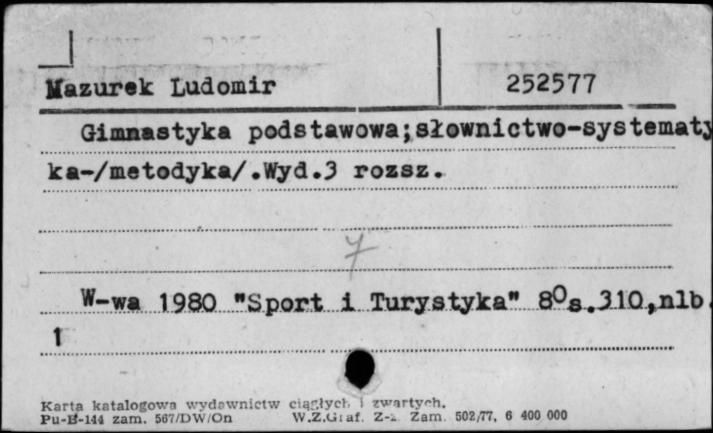 Mazurek Ludomir 252577
Gimnastyka podstawowa;słownictwo-systematy
ka-/metodyka/.Wyd.3 rozsz.
7
W-wa 1980 "Sport i Turystyka" 8⁰s.310,nlb.
1
Karta katalogowa wydawnictw ciągłych i zwartych.
Pu-B-144 zam. 567/DW/On W.Z.Graf. Z-2 Zam. 502/77, 6 400 000